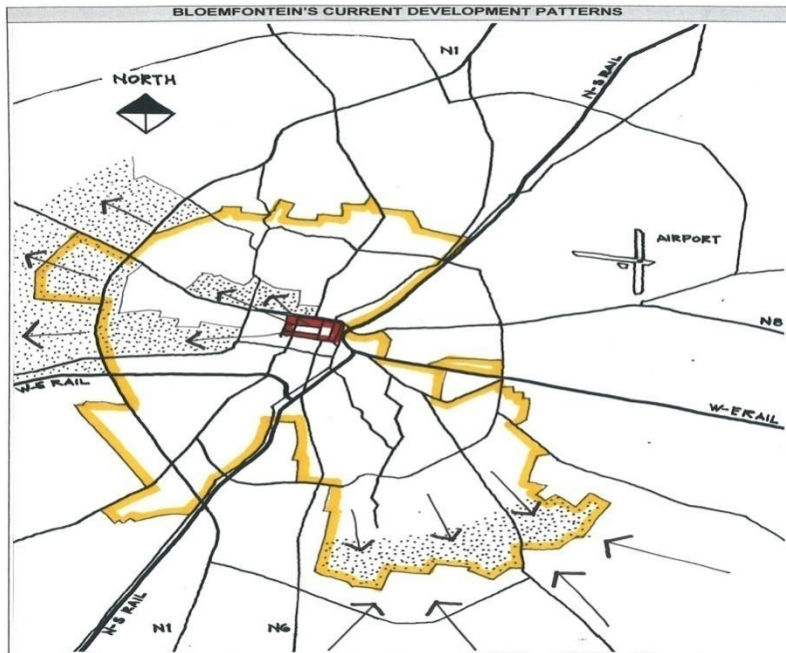 BLOEMFONTEIN'S CURRENT DEVELOPMENT PATTERNS
N1
NORTH
N-S RAIL
AIRPORT
N8
W-S RAIL
W-E RAIL
N-S RAIL
N1
N6